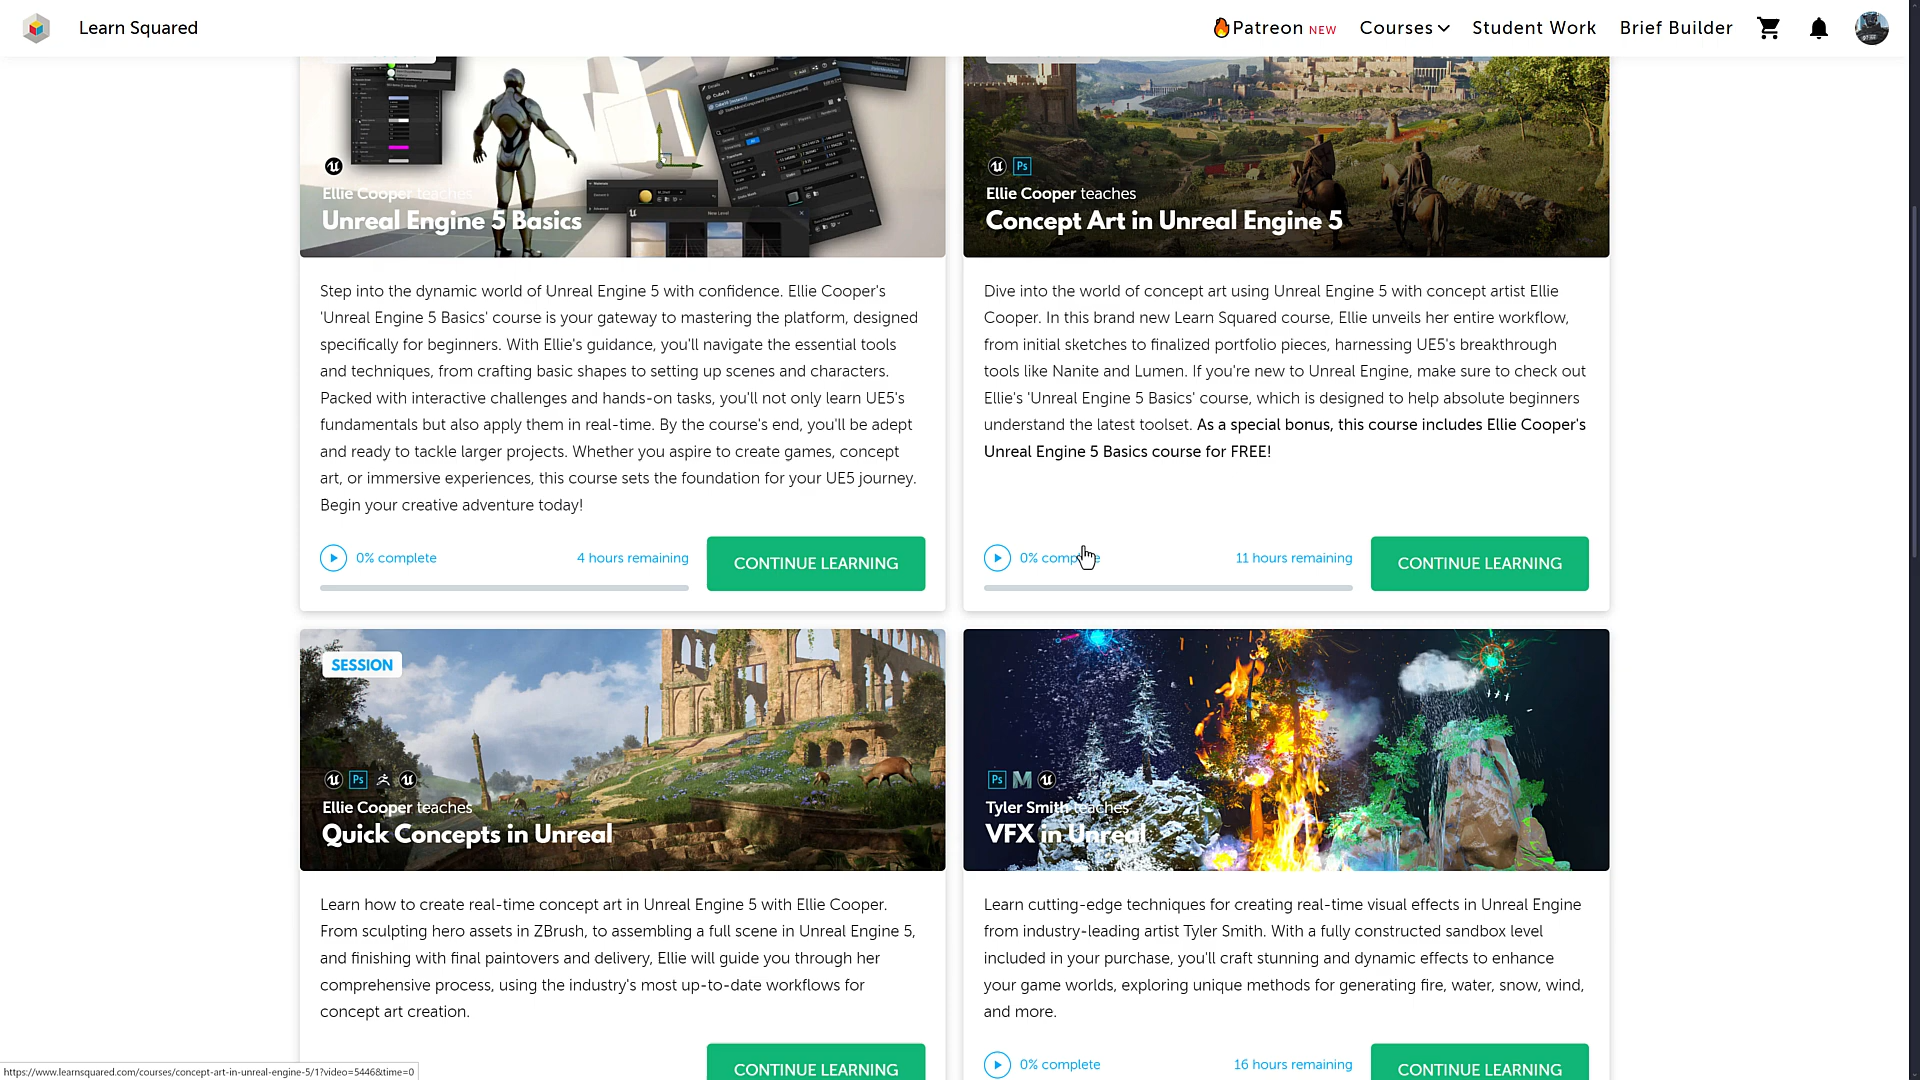 Learn Squared
Patreon NEW
Courses
Student Work
Brief Builder
Ellie Cooper teaches
Unreal Engine 5 Basics
Step into the dynamic world of Unreal Engine 5 with confidence. Ellie Cooper's
'Unreal Engine 5 Basics' course is your gateway to mastering the platform, designed
specifically for beginners. With Ellie's guidance, you'll navigate the essential tools
and techniques, from crafting basic shapes to setting up scenes and characters.
Packed with interactive challenges and hands-on tasks, you'll not only learn UE5's
fundamentals but also apply them in real-time. By the course's end, you'll be adept
and ready to tackle larger projects. Whether you aspire to create games, concept
art, or immersive experiences, this course sets the foundation for your UE5 journey.
Begin your creative adventure today!
0% complete
4 hours remaining
CONTINUE LEARNING
Ps
Ellie Cooper teaches
Concept Art in Unreal Engine 5
Dive into the world of concept art using Unreal Engine 5 with concept artist Ellie
Cooper. In this brand new Learn Squared course, Ellie unveils her entire workflow,
from initial sketches to finalized portfolio pieces, harnessing UE5's breakthrough
tools like Nanite and Lumen. If you're new to Unreal Engine, make sure to check out
Ellie's 'Unreal Engine 5 Basics' course, which is designed to help absolute beginners
understand the latest toolset. As a special bonus, this course includes Ellie Cooper's
Unreal Engine 5 Basics course for FREE!
0% complete
11 hours remaining
CONTINUE LEARNING
SESSION
Ps
Ellie Cooper teaches
Quick Concepts in Unreal
Learn how to create real-time concept art in Unreal Engine 5 with Ellie Cooper.
From sculpting hero assets in ZBrush, to assembling a full scene in Unreal Engine 5,
and finishing with final paintovers and delivery, Ellie will guide you through her
comprehensive process, using the industry's most up-to-date workflows for
concept art creation.
CONTINUE LEARNING
Ps
Tyler Smith teaches
VFX in Unreal
Learn cutting-edge techniques for creating real-time visual effects in Unreal Engine
from industry-leading artist Tyler Smith. With a fully constructed sandbox level
included in your purchase, you'll craft stunning and dynamic effects to enhance
your game worlds, exploring unique methods for generating fire, water, snow, wind,
and more.
0% complete
16 hours remaining
CONTINUE LEARNING
https://www.learnsquared.com/courses/concept-art-in-unreal-engine-5/1?video=5446&time=0